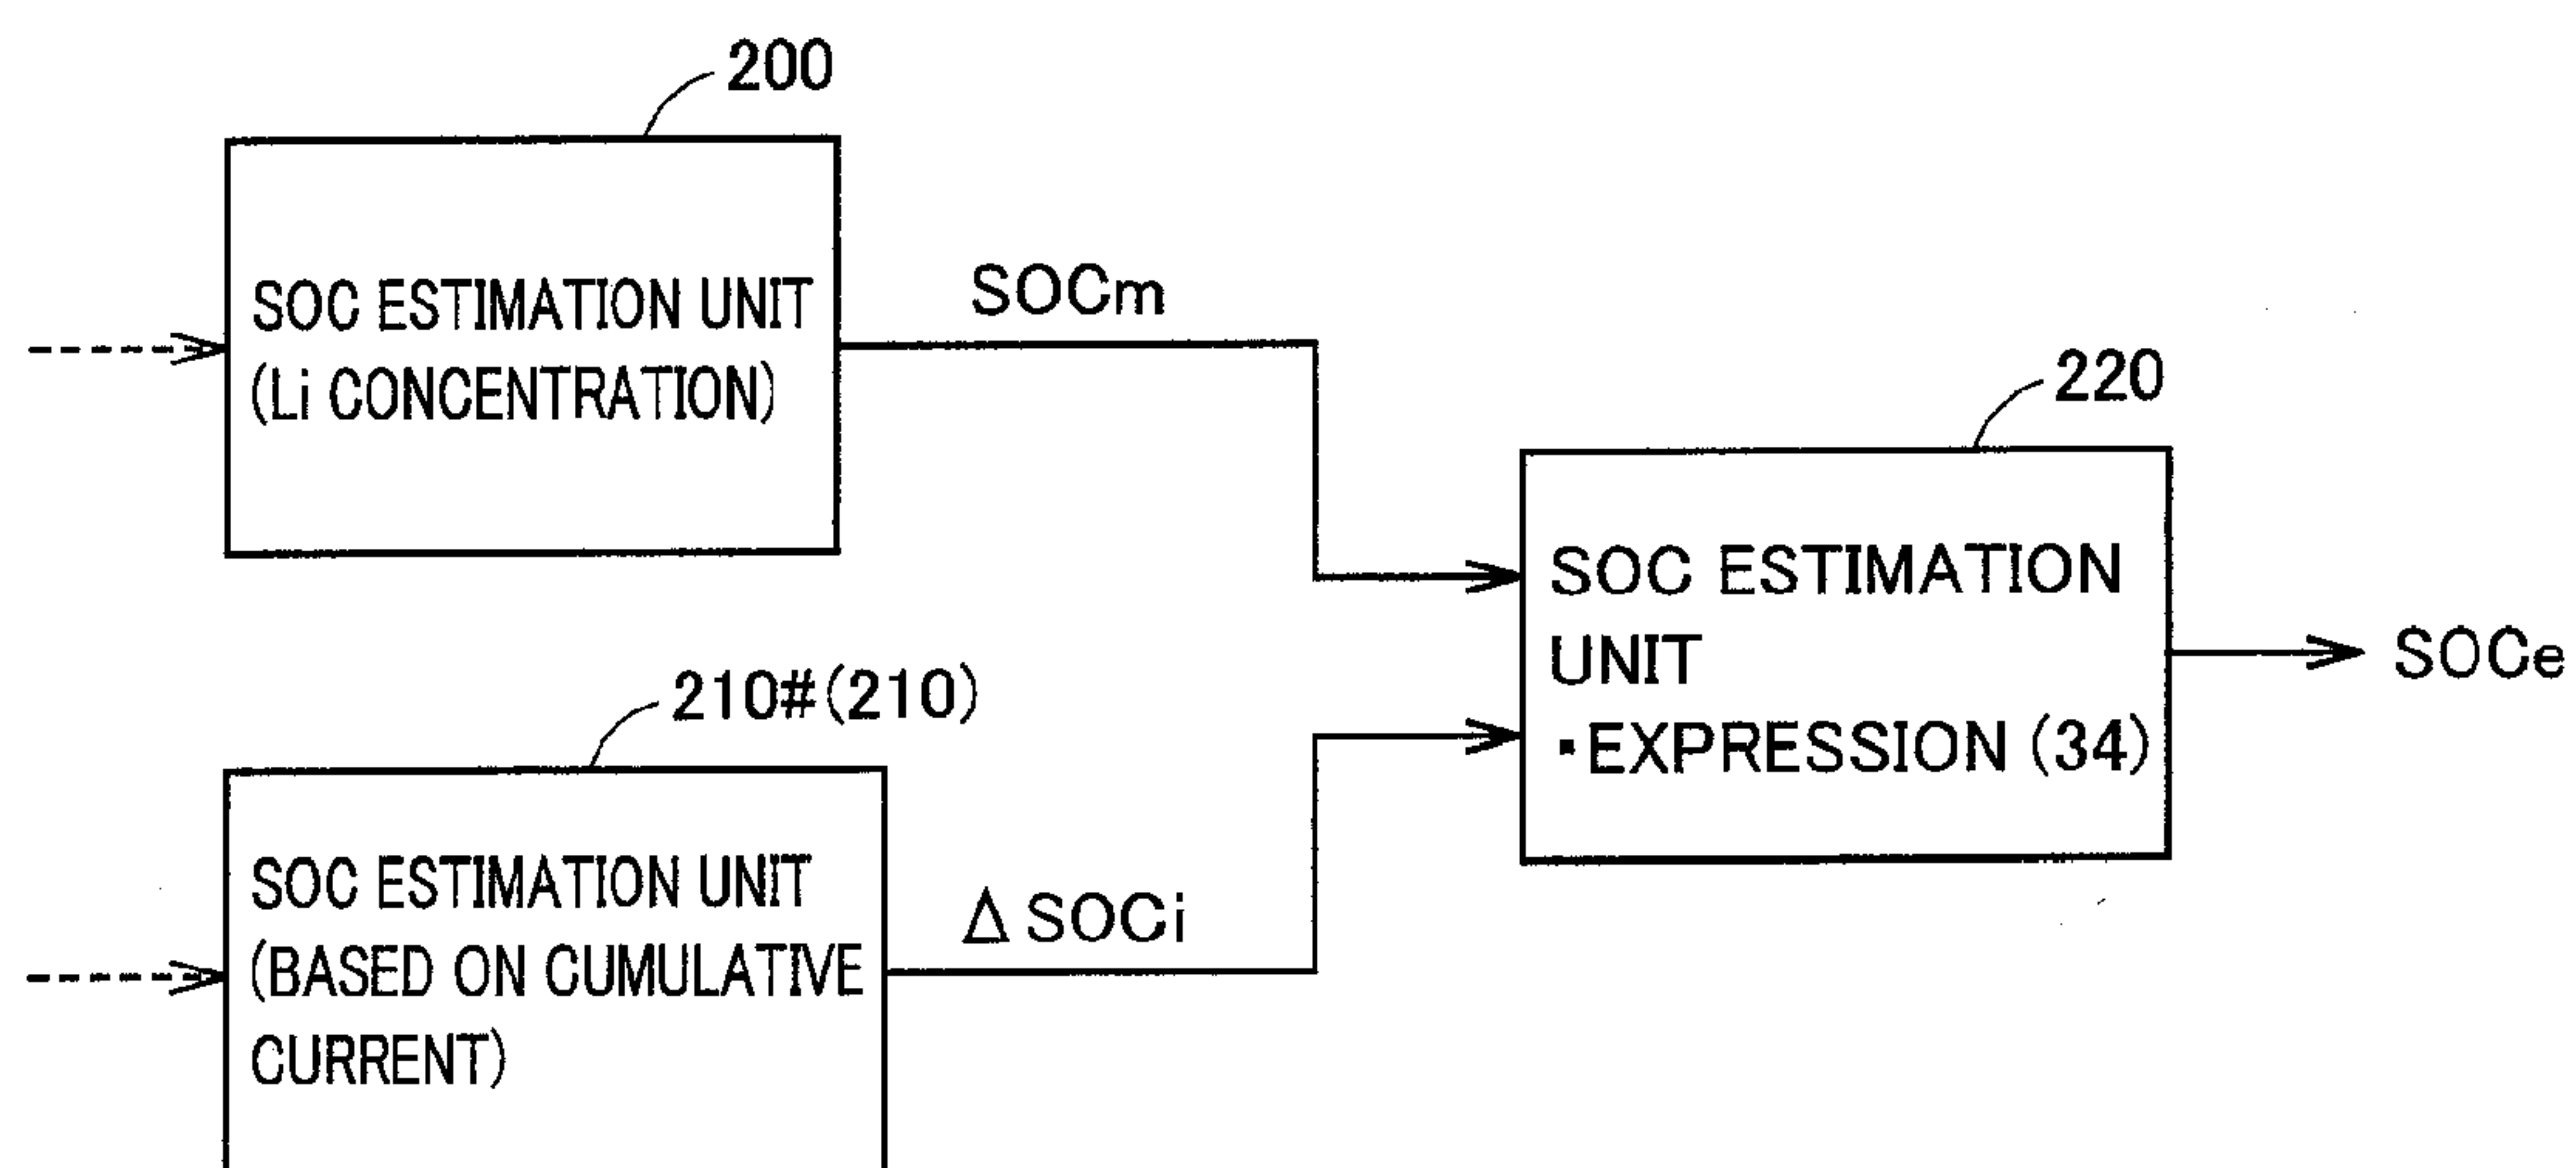 200
SOC ESTIMATION UNIT
(Li CONCENTRATION)
SOCm
220
SOC ESTIMATION
UNIT
・EXPRESSION (34)
SOCe
210#(210)
SOC ESTIMATION UNIT
(BASED ON CUMULATIVE
CURRENT)
Δ SOCi